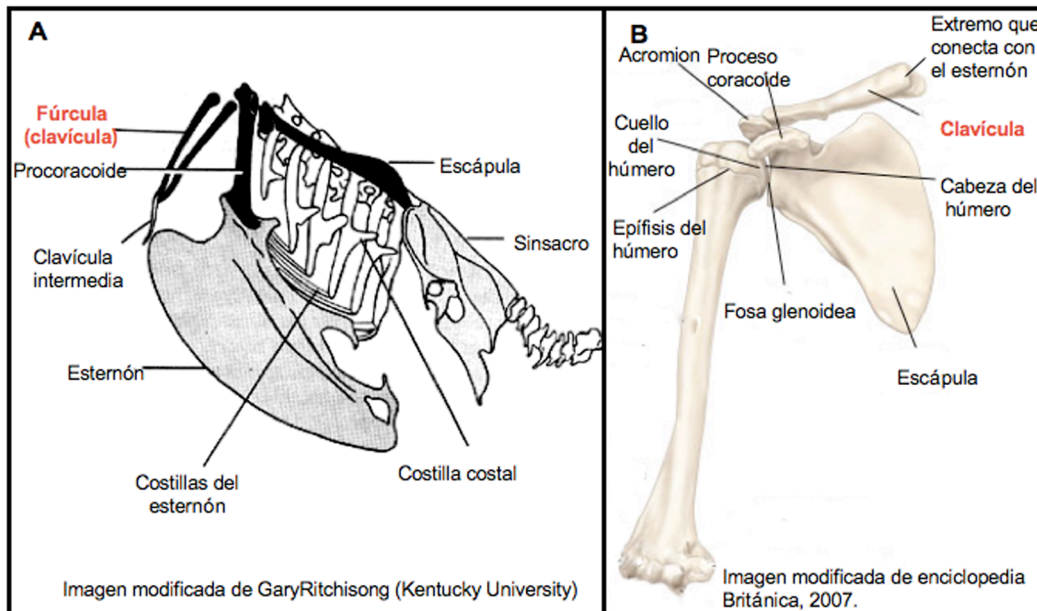 A
Fúrcula
(clavícula)
Procoracoide
Escápula
Clavícula
intermedia
Sinsacro
Esternón
Costillas del
esternón
Costilla costal
Imagen modificada de GaryRitchisong (Kentucky University)
B
Acromion
Proceso
coracoide
Extremo que
conecta con
el esternón
Clavícula
Cuello
del
húmero
Cabeza del
húmero
Epífisis del
húmero
Fosa glenoidea
Escápula
Imagen modificada de enciclopedia
Británica, 2007.